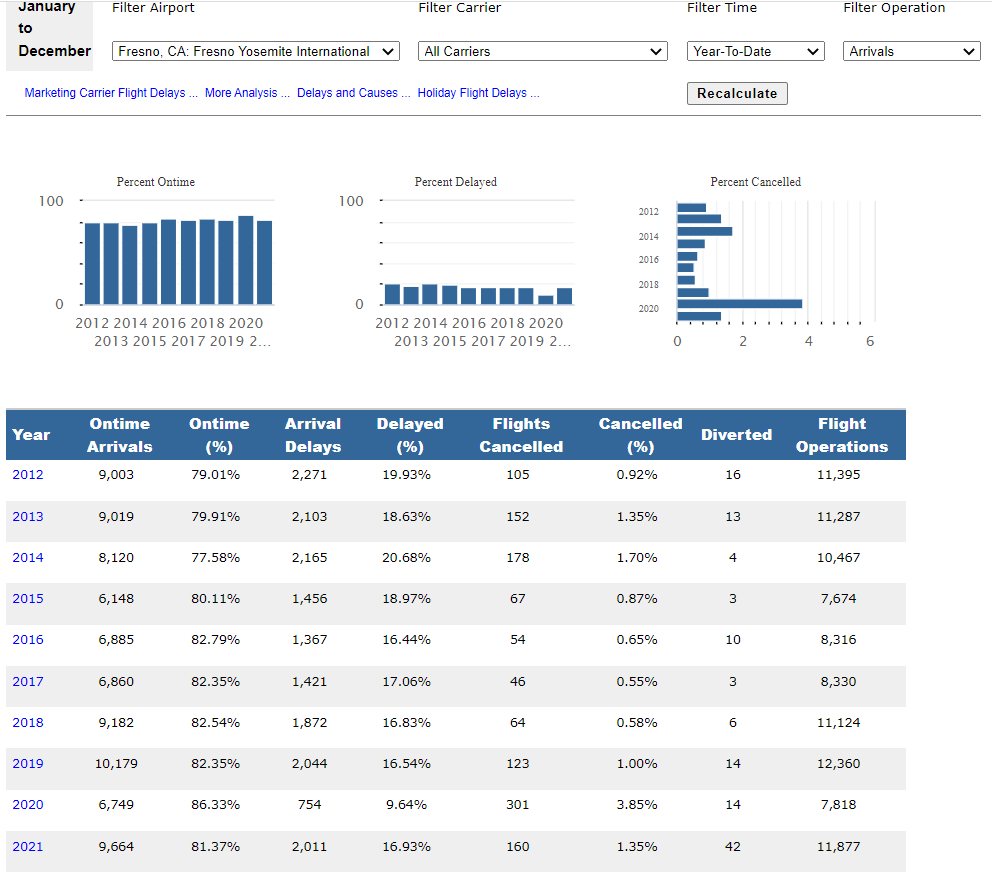 January
to
December
Filter Airport
Filter Carrier
Filter Time
Filter Operation
Fresno, CA: Fresno Yosemite International
All Carriers
Year-To-Date
Arrivals
Marketing Carrier Flight Delays ... More Analysis ... Delays and Causes ... Holiday Flight Delays ...
Recalculate
Percent Ontime
100
0
2012 2014 2016 2018 2020
2013 2015 2017 2019 2...
Percent Delayed
100
0
2012 2014 2016 2018 2020
2013 2015 2017 2019 2...
Percent Cancelled
2012
2014
2016
2018
2020
0 2 4 6
Year Ontime Arrivals Ontime (%) Arrival Delays Delayed (%) Flights Cancelled Cancelled (%) Diverted Flight Operations
2012 9,003 79.01% 2,271 19.93% 105 0.92% 16 11,395
2013 9,019 79.91% 2,103 18.63% 152 1.35% 13 11,287
2014 8,120 77.58% 2,165 20.68% 178 1.70% 4 10,467
2015 6,148 80.11% 1,456 18.97% 67 0.87% 3 7,674
2016 6,885 82.79% 1,367 16.44% 54 0.65% 10 8,316
2017 6,860 82.35% 1,421 17.06% 46 0.55% 3 8,330
2018 9,182 82.54% 1,872 16.83% 64 0.58% 6 11,124
2019 10,179 82.35% 2,044 16.54% 123 1.00% 14 12,360
2020 6,749 86.33% 754 9.64% 301 3.85% 14 7,818
2021 9,664 81.37% 2,011 16.93% 160 1.35% 42 11,877